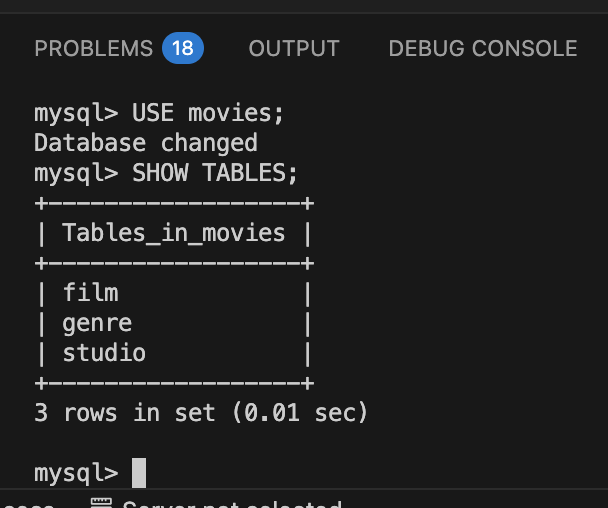 PROBLEMS 18 OUTPUT DEBUG CONSOLE
mysql> USE movies;
Database changed
mysql> SHOW TABLES;
+------------------+
| Tables_in_movies |
+------------------+
| film             |
| genre            |
| studio           |
+------------------+
3 rows in set (0.01 sec)
mysql>
Server not selected